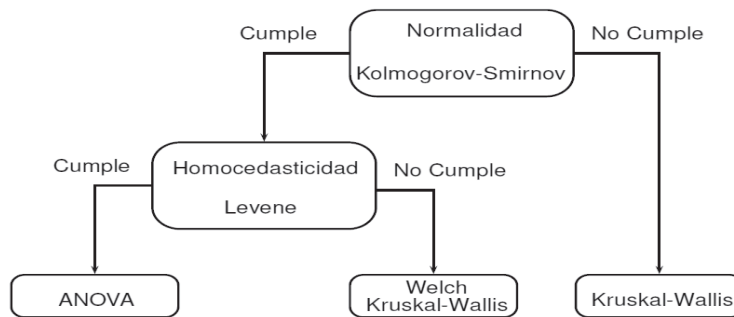 Cumple
Normalidad
No Cumple
Kolmogorov-Smirnov
Cumple
Homocedasticidad
No Cumple
Levene
ANOVA
Welch
Kruskal-Wallis
Kruskal-Wallis